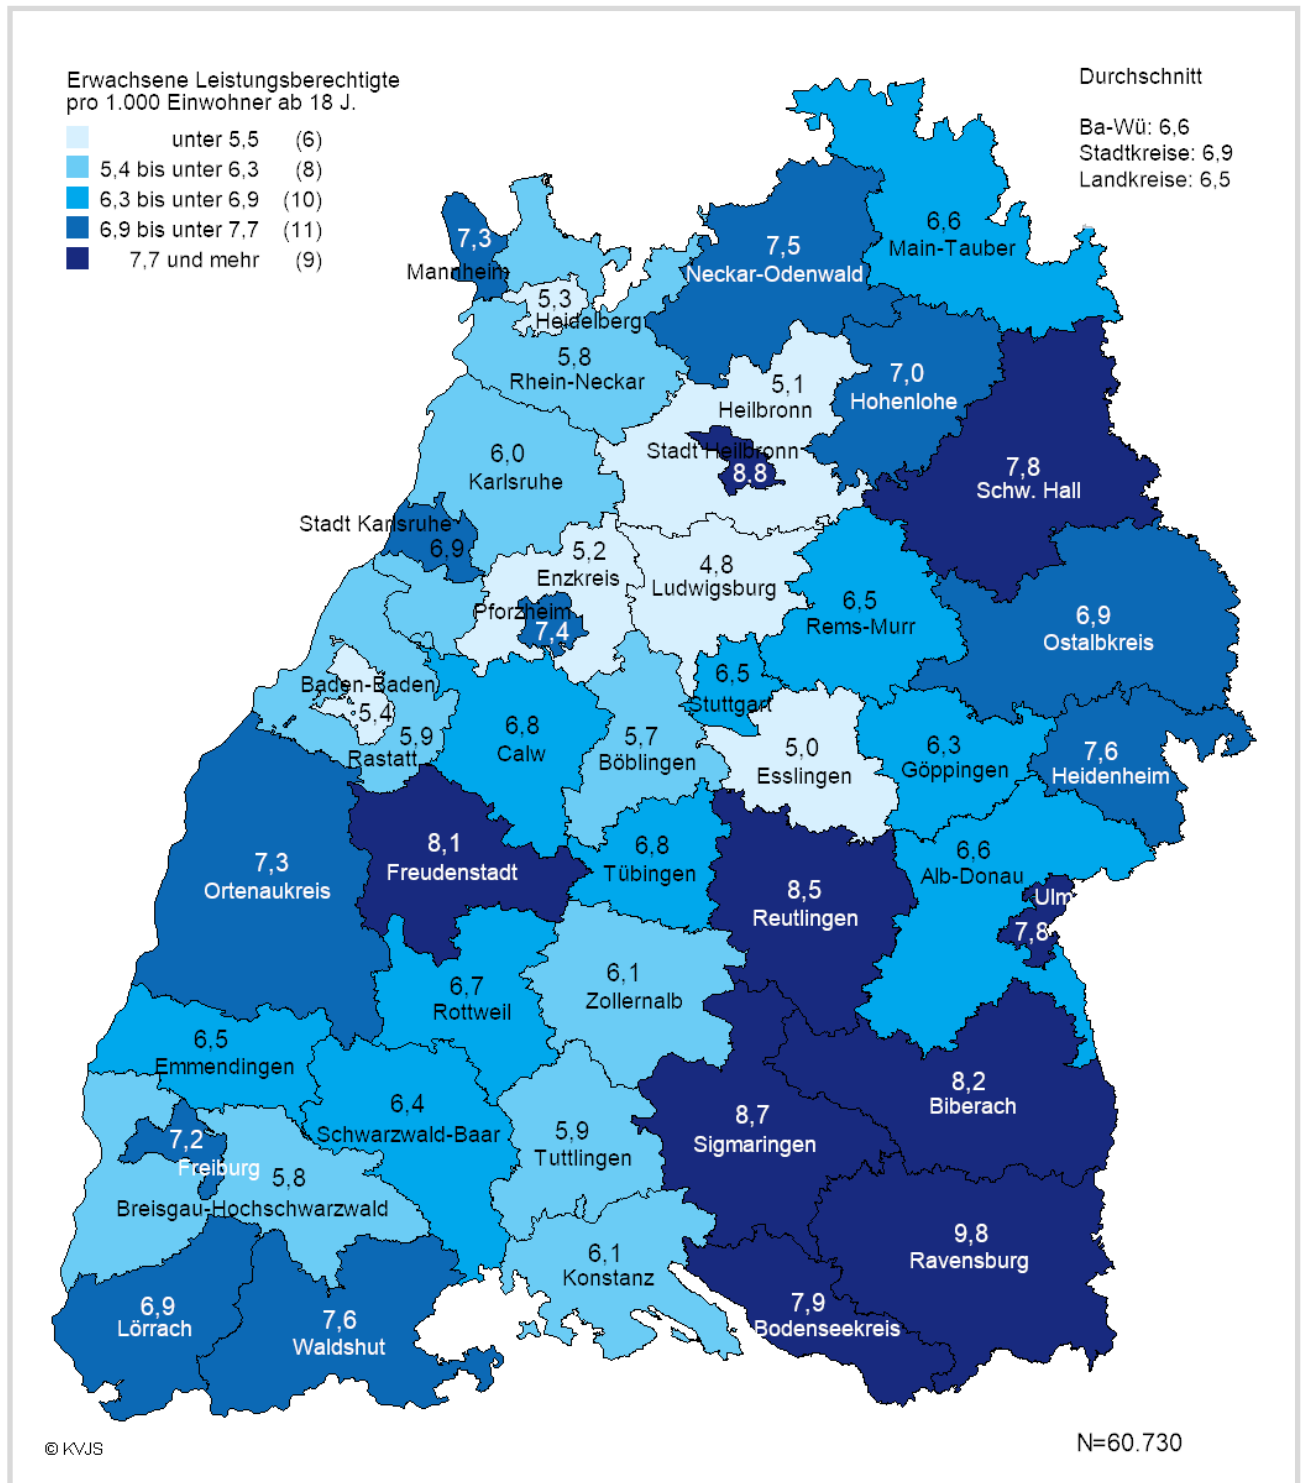 Erwachsene Leistungsberechtigte
pro 1.000 Einwohner ab 18 J.
unter 5,5 (6)
5,4 bis unter 6,3 (8)
6,3 bis unter 6,9 (10)
6,9 bis unter 7,7 (11)
7,7 und mehr (9)
Durchschnitt
Ba-Wü: 6,6
Stadtkreise: 6,9
Landkreise: 6,5
6,6
Main-Tauber
7,3
Mannheim
7,5
Neckar-Odenwald
5,3
Heidelberg
5,8
Rhein-Neckar
5,1
Heilbronn
7,0
Hohenlohe
Stadt Heilbronn
8,8
6,0
Karlsruhe
7,8
Schw. Hall
Stadt Karlsruhe
6,9
5,2
Enzkreis
4,8
Ludwigsburg
Pforzheim
7,4
6,5
Rems-Murr
6,9
Ostalbkreis
6,5
Stuttgart
Baden-Baden
5,4
5,9
Rastatt
6,8
Calw
5,7
Böblingen
5,0
Esslingen
6,3
Göppingen
7,6
Heidenheim
7,3
Ortenaukreis
8,1
Freudenstadt
6,8
Tübingen
8,5
Reutlingen
6,6
Alb-Donau
Ulm
7,8
6,7
Rottweil
6,1
Zollernalb
6,5
Emmendingen
6,4
Schwarzwald-Baar
5,9
Tuttlingen
8,7
Sigmaringen
8,2
Biberach
7,2
Freiburg
5,8
Breisgau-Hochschwarzwald
6,1
Konstanz
9,8
Ravensburg
6,9
Lörrach
7,6
Waldshut
7,9
Bodenseekreis
© KVJS
N=60.730